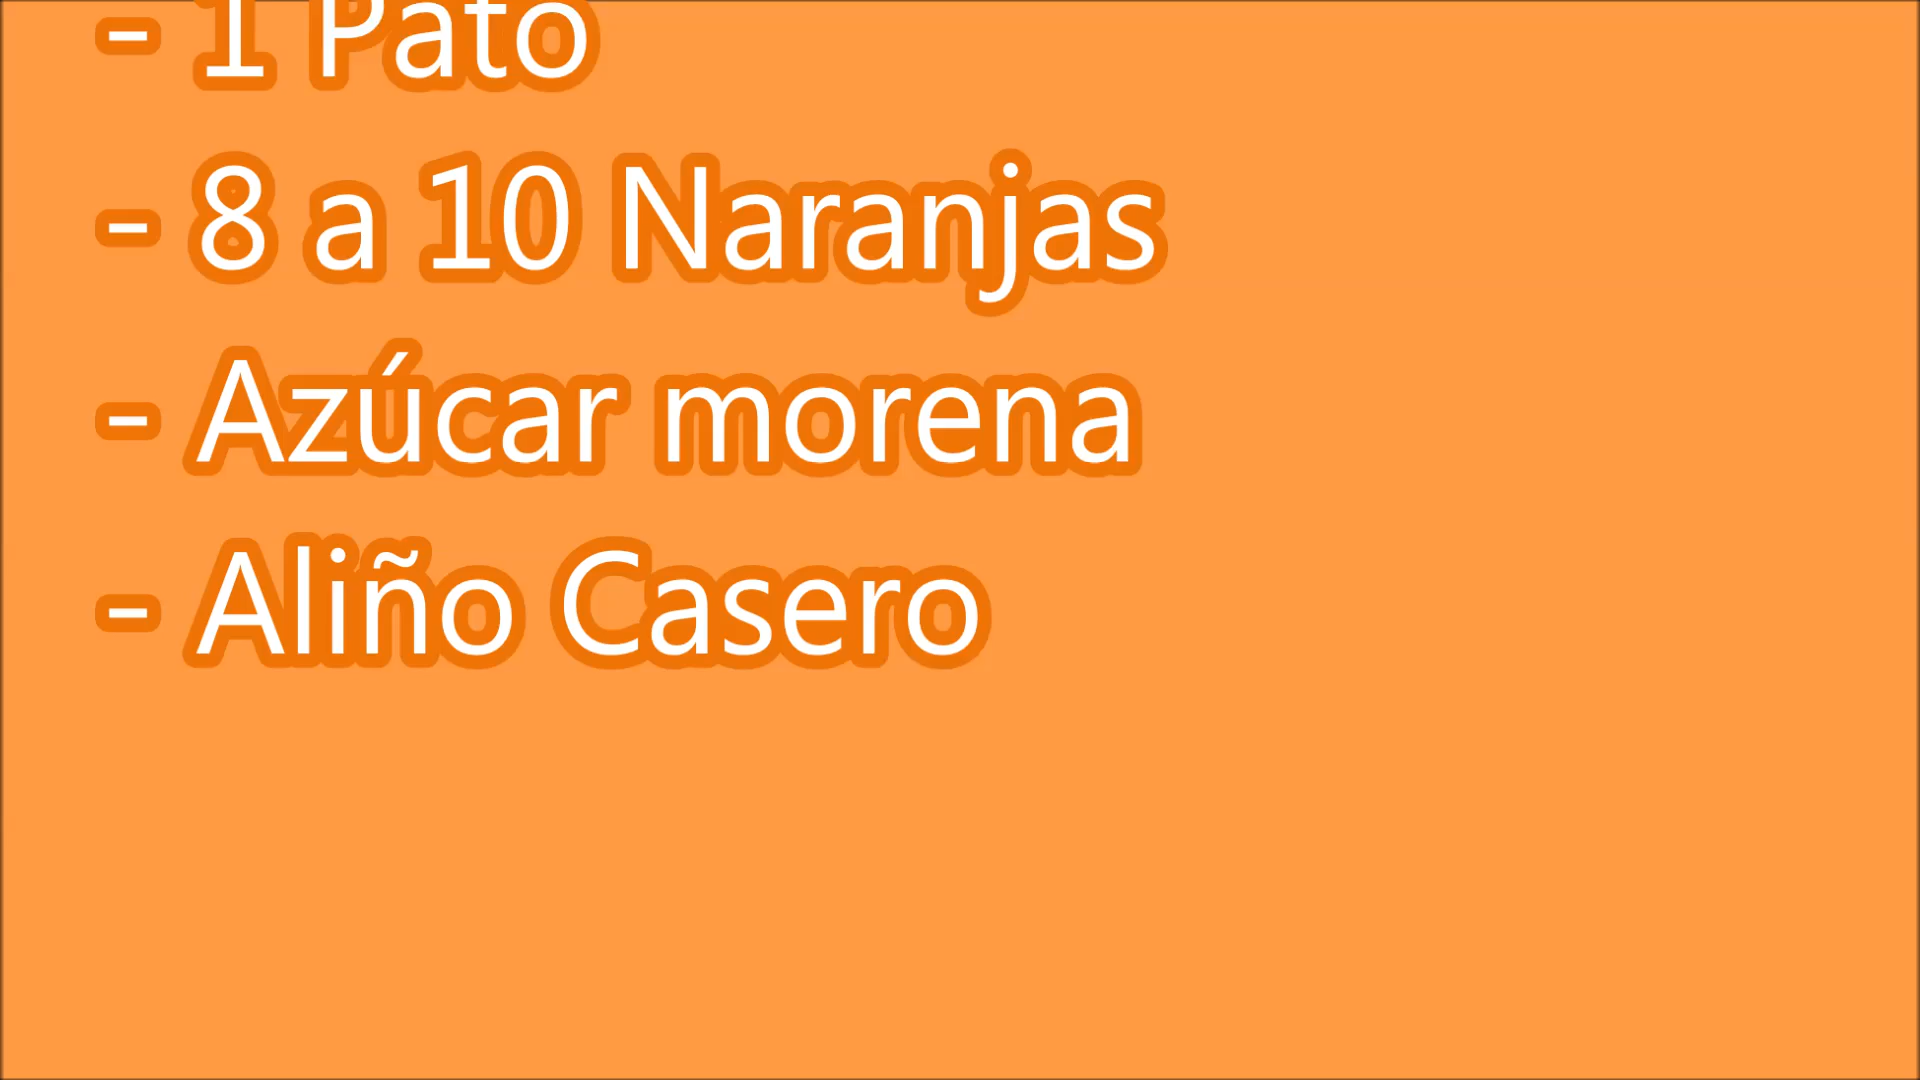 - 1 Pato
- 8 a 10 Naranjas
- Azúcar morena
- Aliño Casero